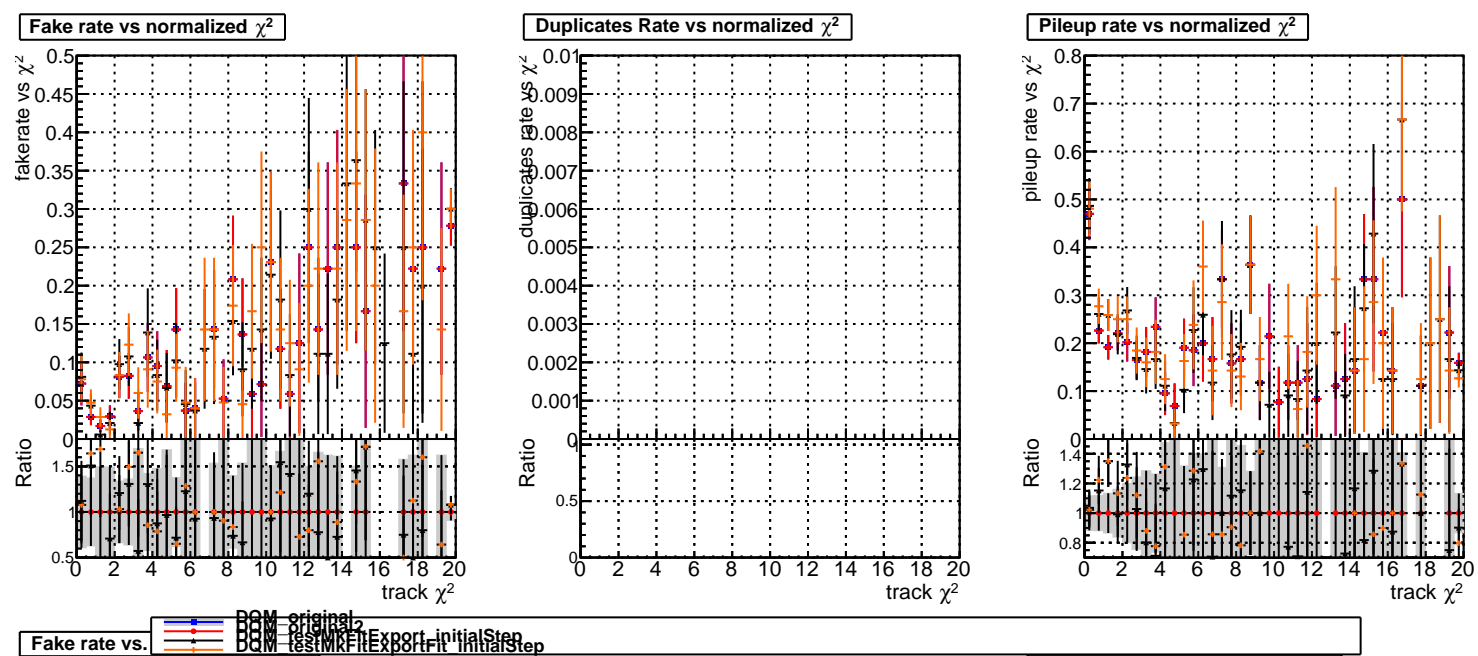 Fake rate vs normalized χ²
fakerate vs χ²
0.5
0.45
0.4
0.35
0.3
0.25
0.2
0.15
0.1
0.05
0
Ratio
1.5
1
0.5
0 2 4 6 8 10 12 14 16 18 20
track χ²
Duplicates Rate vs normalized χ²
duplicates rate vs χ²
0.01
0.009
0.008
0.007
0.006
0.005
0.004
0.003
0.002
0.001
0
Ratio
1
0.5
0
0 2 4 6 8 10 12 14 16 18 20
track χ²
Pileup rate vs normalized χ²
pileup rate vs χ²
0.8
0.7
0.6
0.5
0.4
0.3
0.2
0.1
0
Ratio
1.4
1.2
1
0.8
0 2 4 6 8 10 12 14 16 18 20
track χ²
Fake rate vs.
DQM_original
DQM_original2
DQM_testMkFitExport_initialStep
DQM_testMkFitExportFit_initialStep